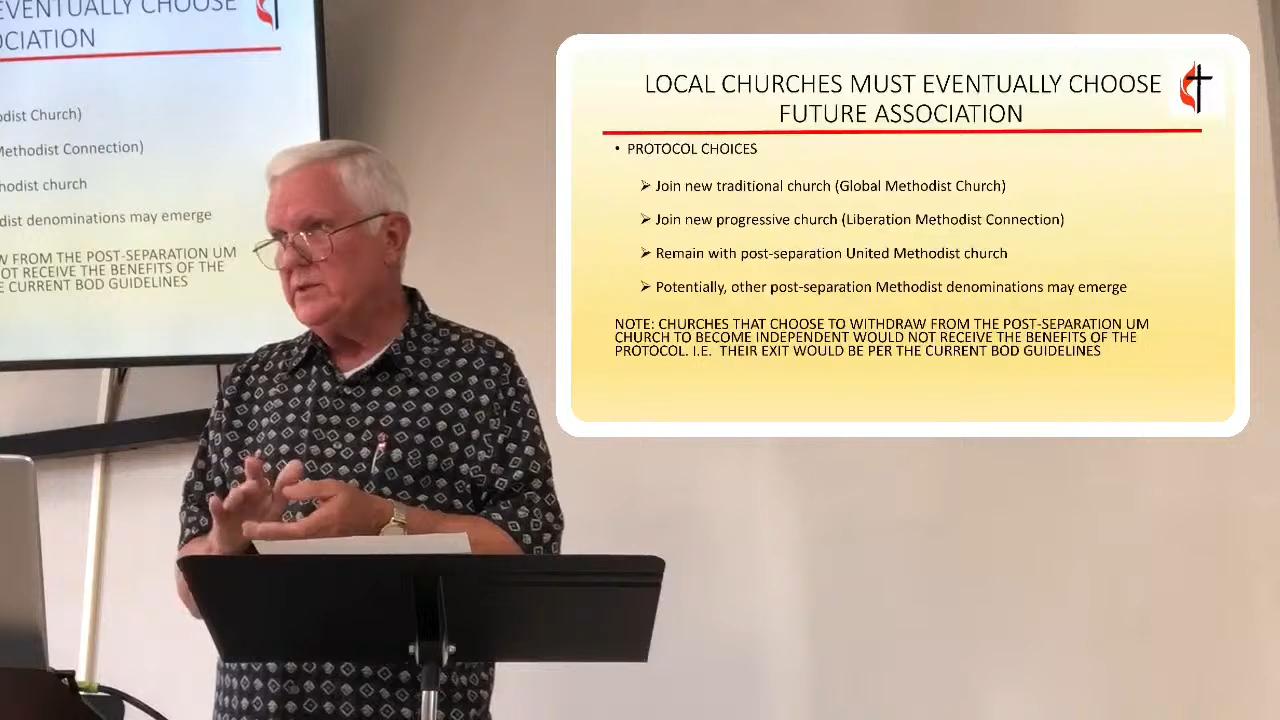 EVENTUALLY CHOOSE
OCIATION
odist Church)
Methodist Connection)
hodist church
dist denominations may emerge
W FROM THE POST-SEPARATION UM
NOT RECEIVE THE BENEFITS OF THE
E CURRENT BOD GUIDELINES
LOCAL CHURCHES MUST EVENTUALLY CHOOSE
FUTURE ASSOCIATION
• PROTOCOL CHOICES
➢ Join new traditional church (Global Methodist Church)
➢ Join new progressive church (Liberation Methodist Connection)
➢ Remain with post-separation United Methodist church
➢ Potentially, other post-separation Methodist denominations may emerge
NOTE: CHURCHES THAT CHOOSE TO WITHDRAW FROM THE POST-SEPARATION UM
CHURCH TO BECOME INDEPENDENT WOULD NOT RECEIVE THE BENEFITS OF THE
PROTOCOL. I.E. THEIR EXIT WOULD BE PER THE CURRENT BOD GUIDELINES